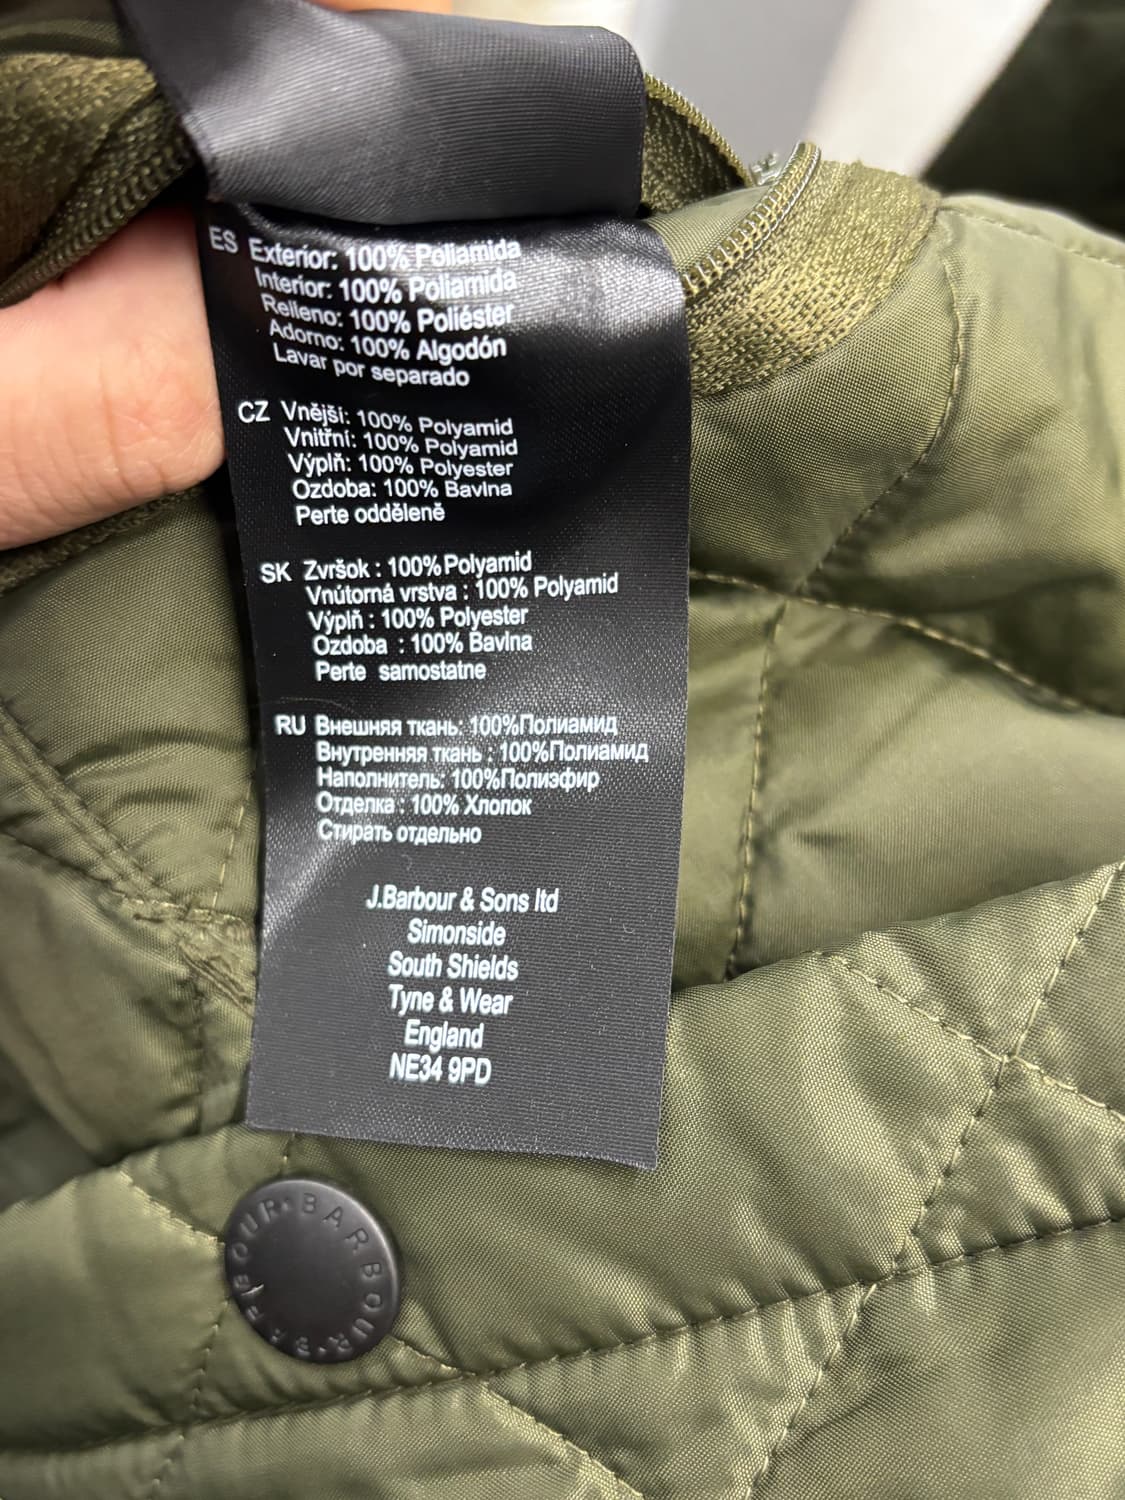 ES Exterior: 100% Poliamida
Interior: 100% Poliamida
Relleno: 100% Poliéster
Adorno: 100% Algodón
Lavar por separado
CZ Vnější: 100% Polyamid
Vnitřní: 100% Polyamid
Výplň: 100% Polyester
Ozdoba: 100% Bavlna
Perte odděleně
SK Zvršok : 100% Polyamid
Vnútorná vrstva : 100% Polyamid
Výplň : 100% Polyester
Ozdoba : 100% Bavlna
Perte samostatne
RU Внешняя ткань: 100%Полиамид
Внутренняя ткань : 100%Полиамид
Наполнитель: 100%Полиэфир
Отделка : 100% Хлопок
Стирать отдельно
J.Barbour & Sons ltd
Simonside
South Shields
Tyne & Wear
England
NE34 9PD
BARBOUR · BARBOUR ·